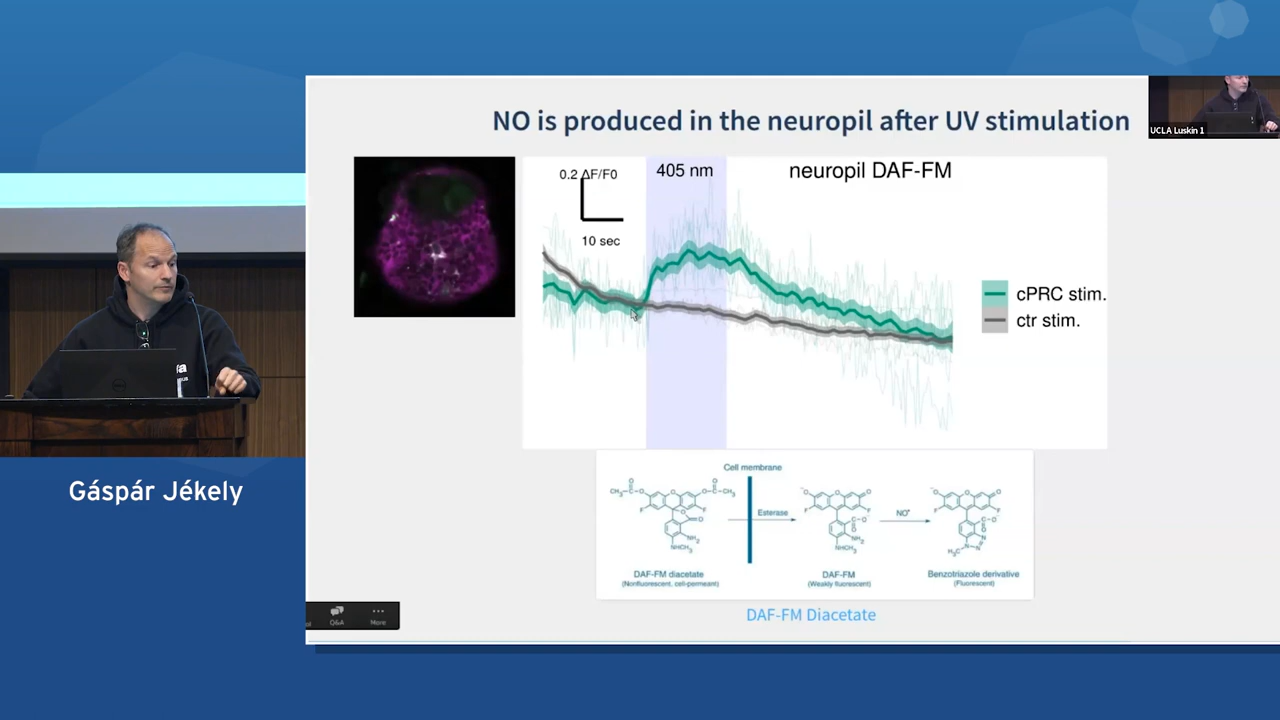 NO is produced in the neuropil after UV stimulation
UCLA Luskin 1
0.2 ΔF/F0
10 sec
405 nm
neuropil DAF-FM
cPRC stim.
ctr stim.
Gáspár Jékely
Cell membrane
Esterase
NO•
DAF-FM diacetate
(Nonfluorescent, cell-permeant)
DAF-FM
(Weakly fluorescent)
Benzotriazole derivative
(Fluorescent)
DAF-FM Diacetate
Q&A
More